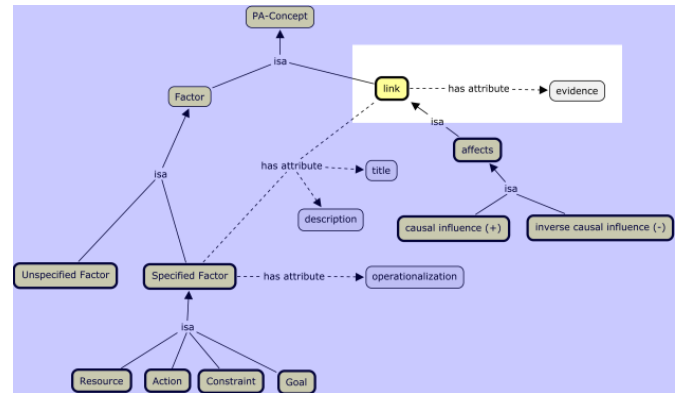 PA-Concept
isa
Factor
link
has attribute
evidence
isa
affects
isa
has attribute
title
isa
description
causal influence (+)
inverse causal influence (-)
Unspecified Factor
Specified Factor
has attribute
operationalization
isa
Resource
Action
Constraint
Goal